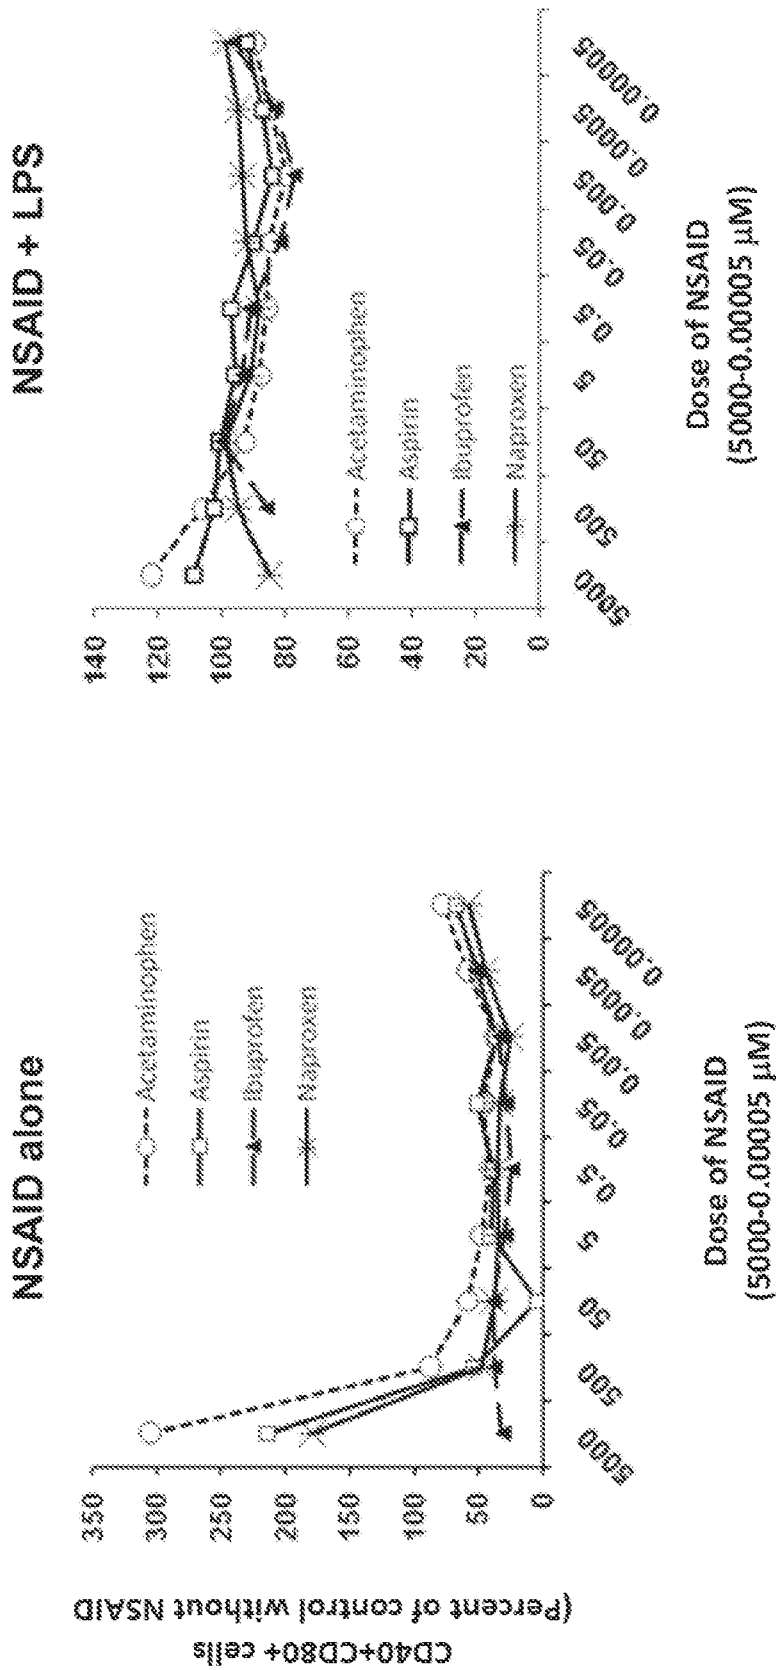 NSAID alone
CD40+CD80+ cells
(Percent of control without NSAID
350
300
250
200
150
100
50
0
Acetaminophen
Aspirin
Ibuprofen
Naproxen
5000
500
50
5
0.5
0.05
0.005
0.0005
0.00005
Dose of NSAID
(5000-0.00005 µM)
NSAID + LPS
140
120
100
80
60
40
20
0
Acetaminophen
Aspirin
Ibuprofen
Naproxen
5000
500
50
5
0.5
0.05
0.005
0.0005
0.00005
Dose of NSAID
(5000-0.00005 µM)